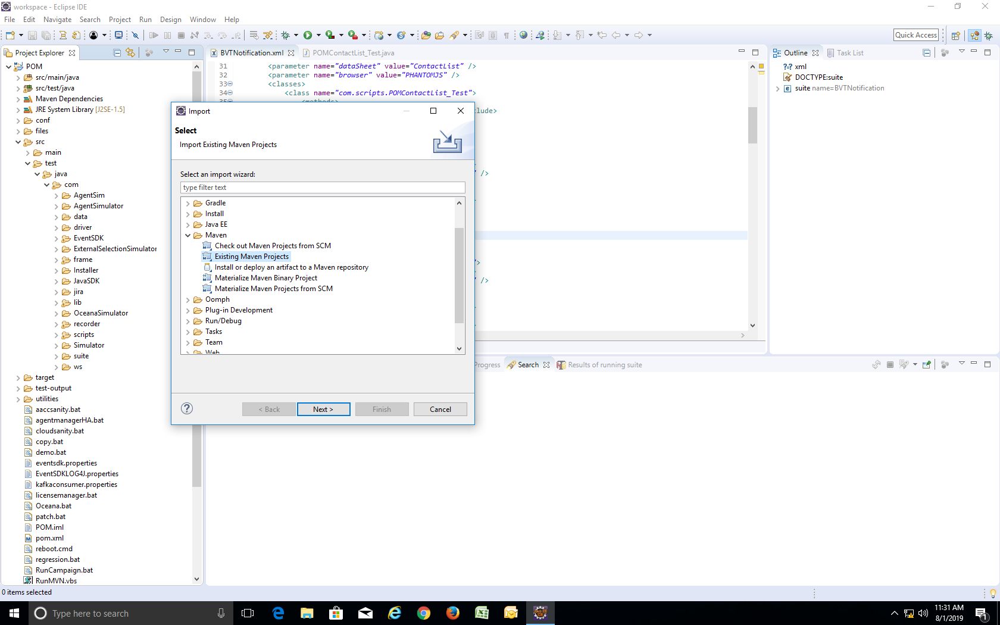 workspace - Eclipse IDE
File Edit Navigate Search Project Run Design Window Help
Quick Access
Project Explorer
POM
src/main/java
src/test/java
Maven Dependencies
JRE System Library [J2SE-1.5]
conf
files
src
main
test
java
com
AgentSim
AgentSimulator
data
driver
EventSDK
ExternalSelectionSimulator
frame
Installer
JavaSDK
jira
lib
OceanaSimulator
recorder
scripts
Simulator
suite
ws
target
test-output
utilities
aaccsanity.bat
agentmanagerHA.bat
cloudsanity.bat
copy.bat
demo.bat
eventsdk.properties
EventSDKLOG4J.properties
kafkaconsumer.properties
licensemanager.bat
Oceana.bat
patch.bat
POM.iml
pom.xml
reboot.cmd
regression.bat
RunCampaign.bat
RunMVN.vbs
BVTNotification.xml POMContactList_Test.java
31 <parameter name="dataSheet" value="ContactList" />
32 <parameter name="browser" value="PHANTOMJS" />
33 <classes>
34 <class name="com.scripts.POMContactList_Test">
35 <methods>
clude>
/>
>
/>
Import
Select
Import Existing Maven Projects
Select an import wizard:
type filter text
Gradle
Install
Java EE
Maven
Check out Maven Projects from SCM
Existing Maven Projects
Install or deploy an artifact to a Maven repository
Materialize Maven Binary Project
Materialize Maven Projects from SCM
Oomph
Plug-in Development
Run/Debug
Tasks
Team
Web
? < Back Next > Finish Cancel
Outline Task List
?-? xml
DOCTYPE:suite
e suite name=BVTNotification
Progress Search Results of running suite
0 items selected
Type here to search
11:31 AM
8/1/2019
1